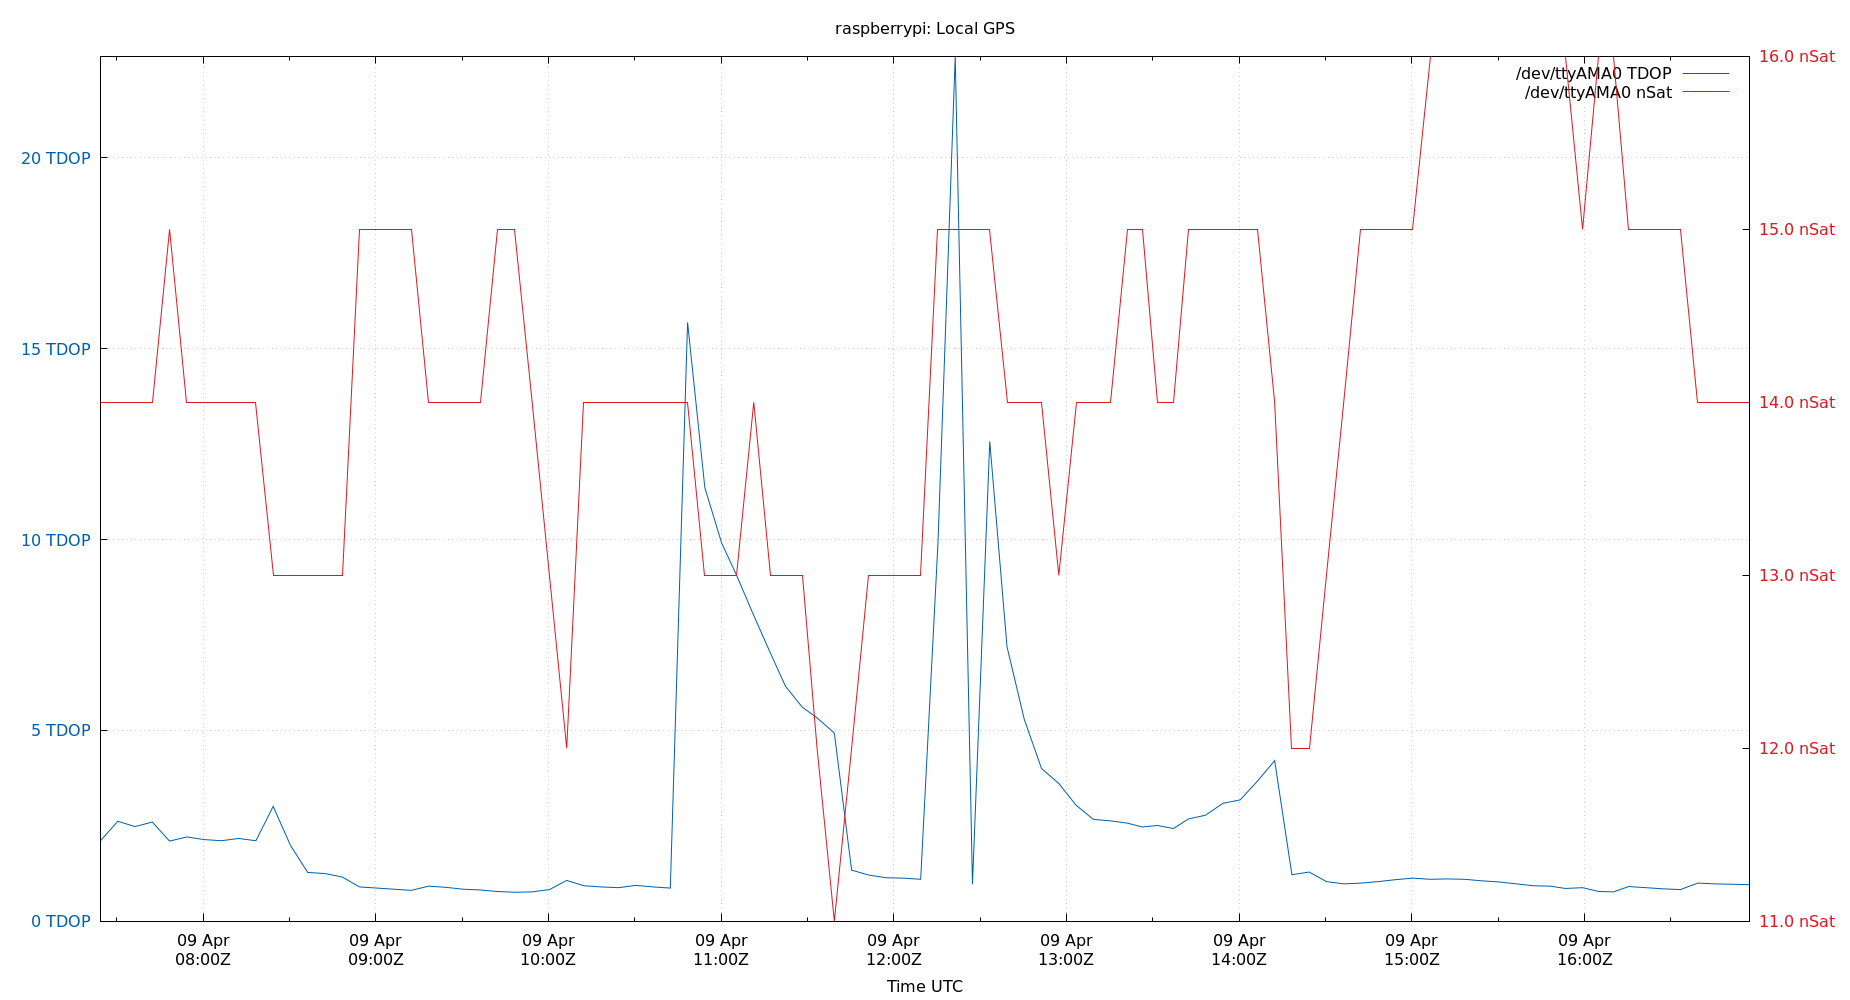 raspberrypi: Local GPS
/dev/ttyAMA0 TDOP
/dev/ttyAMA0 nSat
20 TDOP
15 TDOP
10 TDOP
5 TDOP
0 TDOP
16.0 nSat
15.0 nSat
14.0 nSat
13.0 nSat
12.0 nSat
11.0 nSat
09 Apr
08:00Z
09 Apr
09:00Z
09 Apr
10:00Z
09 Apr
11:00Z
09 Apr
12:00Z
09 Apr
13:00Z
09 Apr
14:00Z
09 Apr
15:00Z
09 Apr
16:00Z
Time UTC